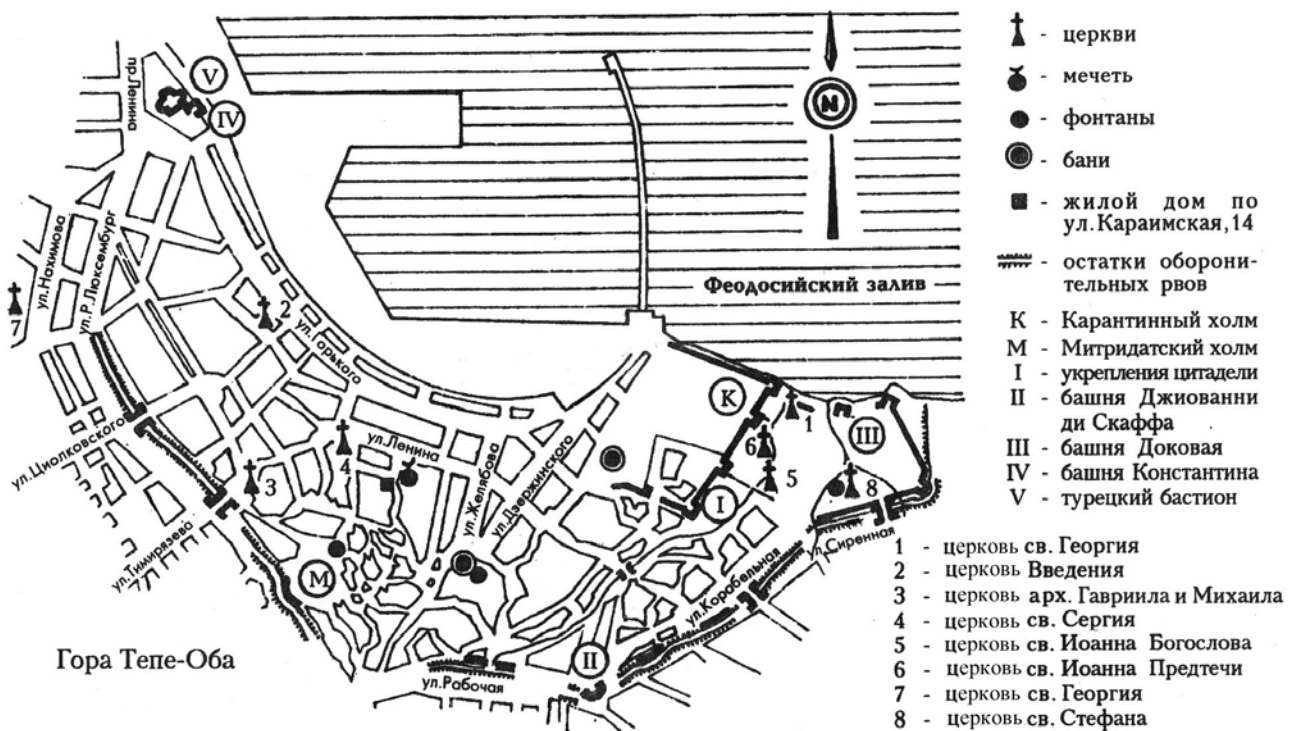 V
IV
N
пр.Ленина
ул.Нахимова
ул.Р.Люксембург
7
2
ул.Горького
Феодосийский залив
К
1
6
III
ул.Циолковского
4
ул.Ленина
3
5
8
I
ул.Желябова
ул.Дзержинского
ул.Тимирязева
М
ул.Сиренная
ул.Корабельная
Гора Тепе-Оба
II
ул.Рабочая
- церкви
- мечеть
- фонтаны
- бани
- жилой дом по
ул.Караимская,14
- остатки оборони-
тельных рвов
К - Карантинный холм
М - Митридатский холм
I - укрепления цитадели
II - башня Джиованни
ди Скаффа
III - башня Доковая
IV - башня Константина
V - турецкий бастион
1 - церковь св. Георгия
2 - церковь Введения
3 - церковь арх. Гавриила и Михаила
4 - церковь св. Сергия
5 - церковь св. Иоанна Богослова
6 - церковь св. Иоанна Предтечи
7 - церковь св. Георгия
8 - церковь св. Стефана